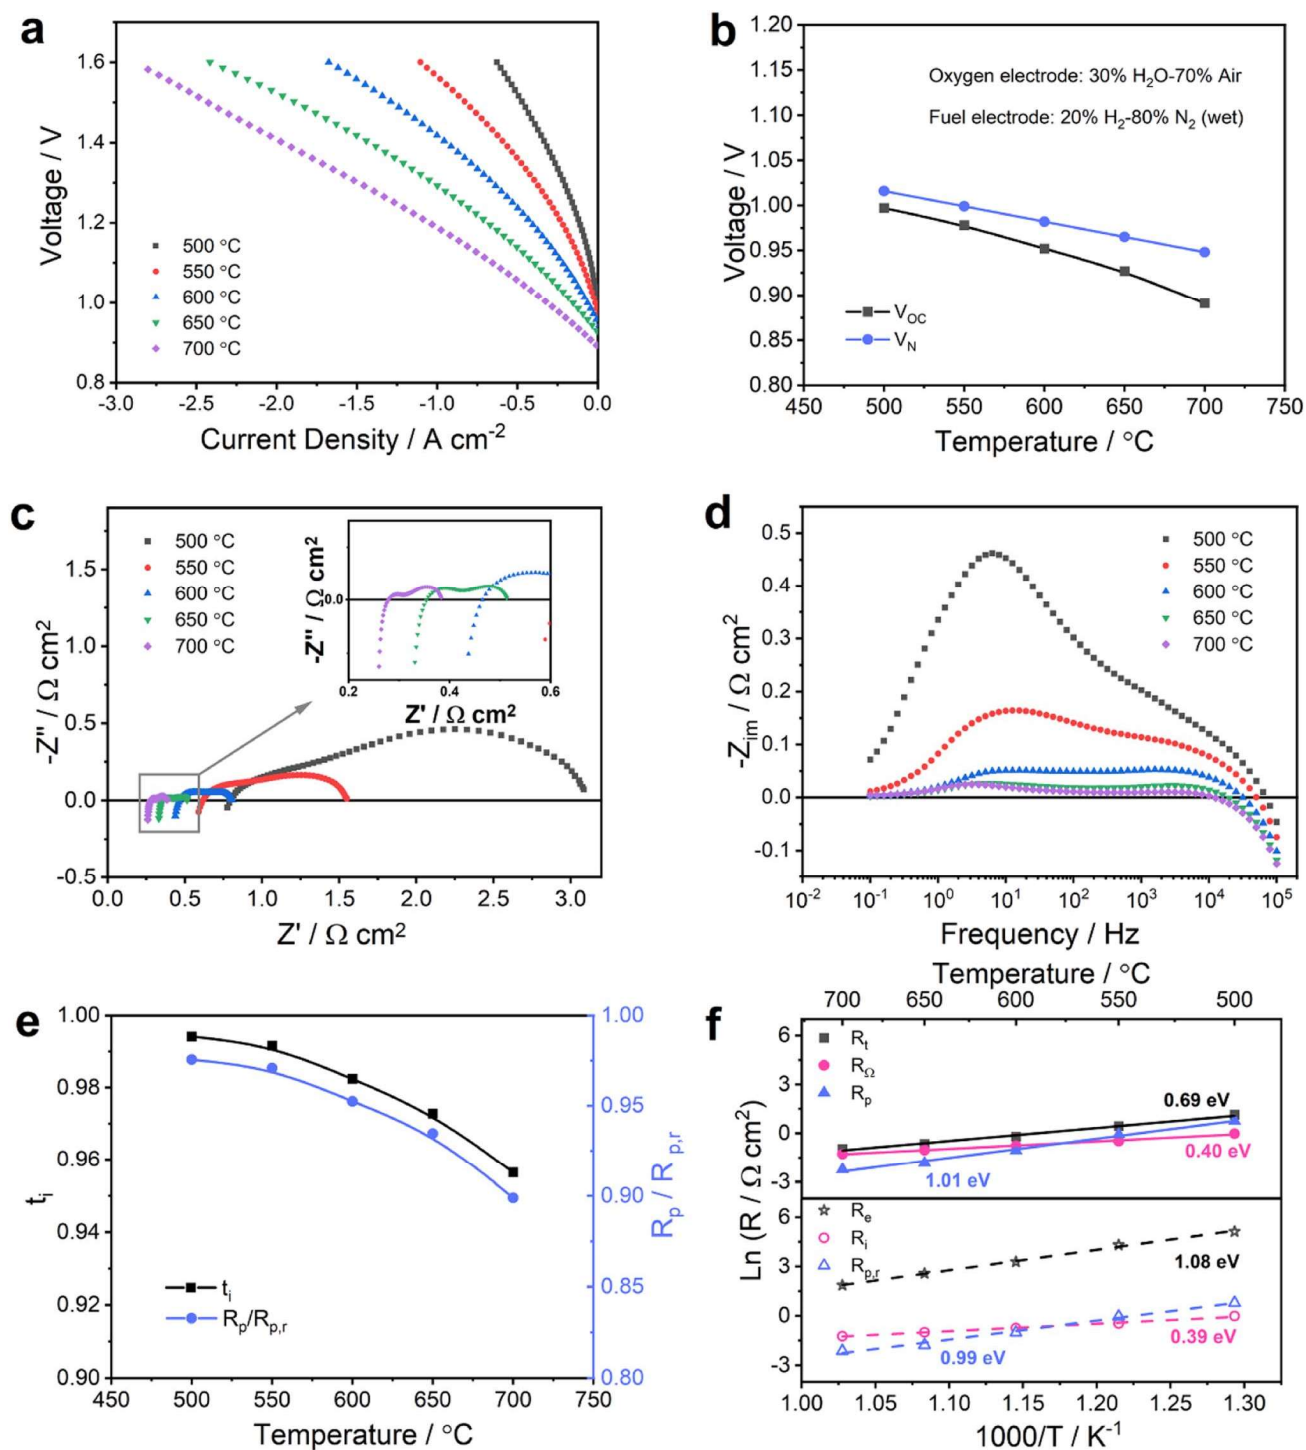 a
Voltage / V
1.6
1.4
1.2
1.0
0.8
500 °C
550 °C
600 °C
650 °C
700 °C
-3.0 -2.5 -2.0 -1.5 -1.0 -0.5 0.0
Current Density / A cm-2
b
Voltage / V
1.20
1.15
1.10
1.05
1.00
0.95
0.90
0.85
0.80
Oxygen electrode: 30% H2O-70% Air
Fuel electrode: 20% H2-80% N2 (wet)
VOC
VN
450 500 550 600 650 700 750
Temperature / °C
c
-Z'' / Ω cm2
1.5
1.0
0.5
0.0
-0.5
500 °C
550 °C
600 °C
650 °C
700 °C
-Z'' / Ω cm2
0.0
0.2 0.4 0.6
Z' / Ω cm2
0.0 0.5 1.0 1.5 2.0 2.5 3.0
Z' / Ω cm2
d
-Zim / Ω cm2
0.5
0.4
0.3
0.2
0.1
0.0
-0.1
500 °C
550 °C
600 °C
650 °C
700 °C
10-2 10-1 100 101 102 103 104 105
Frequency / Hz
e
ti
1.00
0.98
0.96
0.94
0.92
0.90
ti
Rp/Rp,r
1.00
0.95
0.90
0.85
0.80
Rp / Rp,r
450 500 550 600 650 700 750
Temperature / °C
f
Temperature / °C
700 650 600 550 500
Ln (R / Ω cm2)
6
3
0
-3
Rt
RΩ
Rp
0.69 eV
0.40 eV
1.01 eV
6
3
0
-3
Re
Ri
Rp,r
1.08 eV
0.39 eV
0.99 eV
1.00 1.05 1.10 1.15 1.20 1.25 1.30
1000/T / K-1